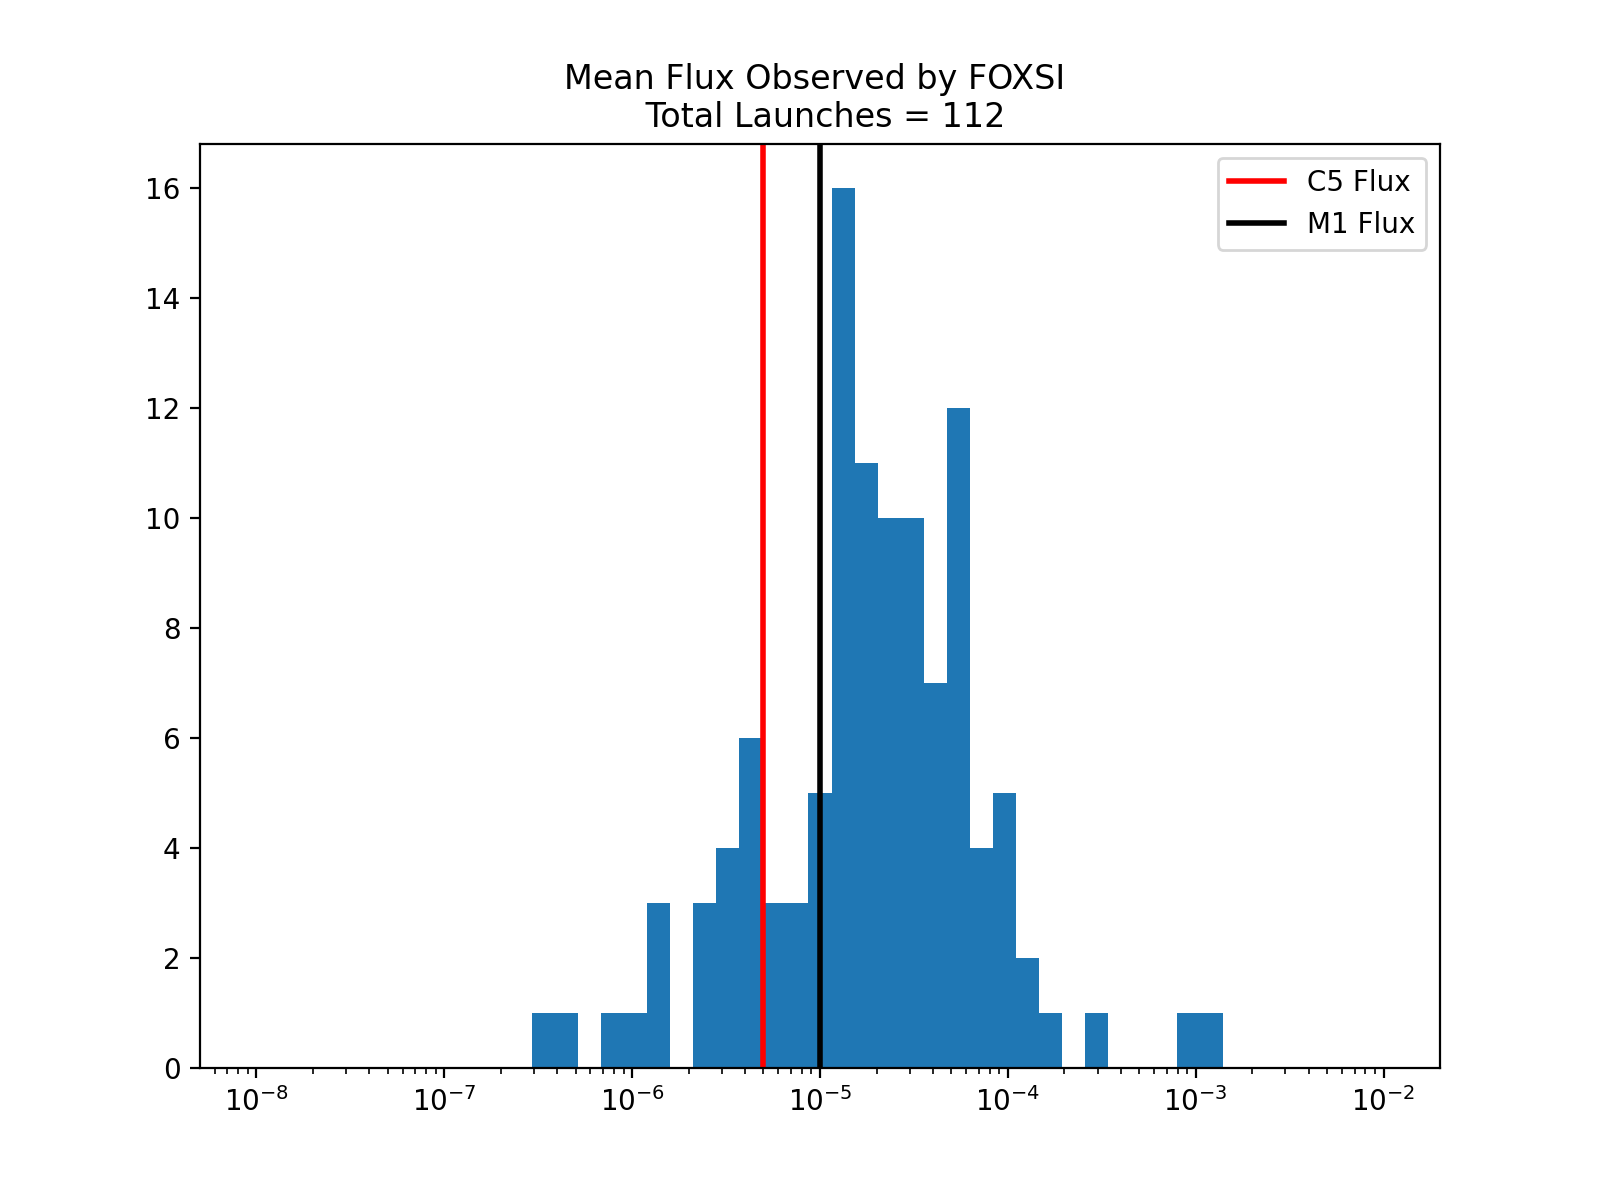 Mean Flux Observed by FOXSI
Total Launches = 112
C5 Flux
M1 Flux
16
14
12
10
8
6
4
2
0
10⁻⁸ 10⁻⁷ 10⁻⁶ 10⁻⁵ 10⁻⁴ 10⁻³ 10⁻²